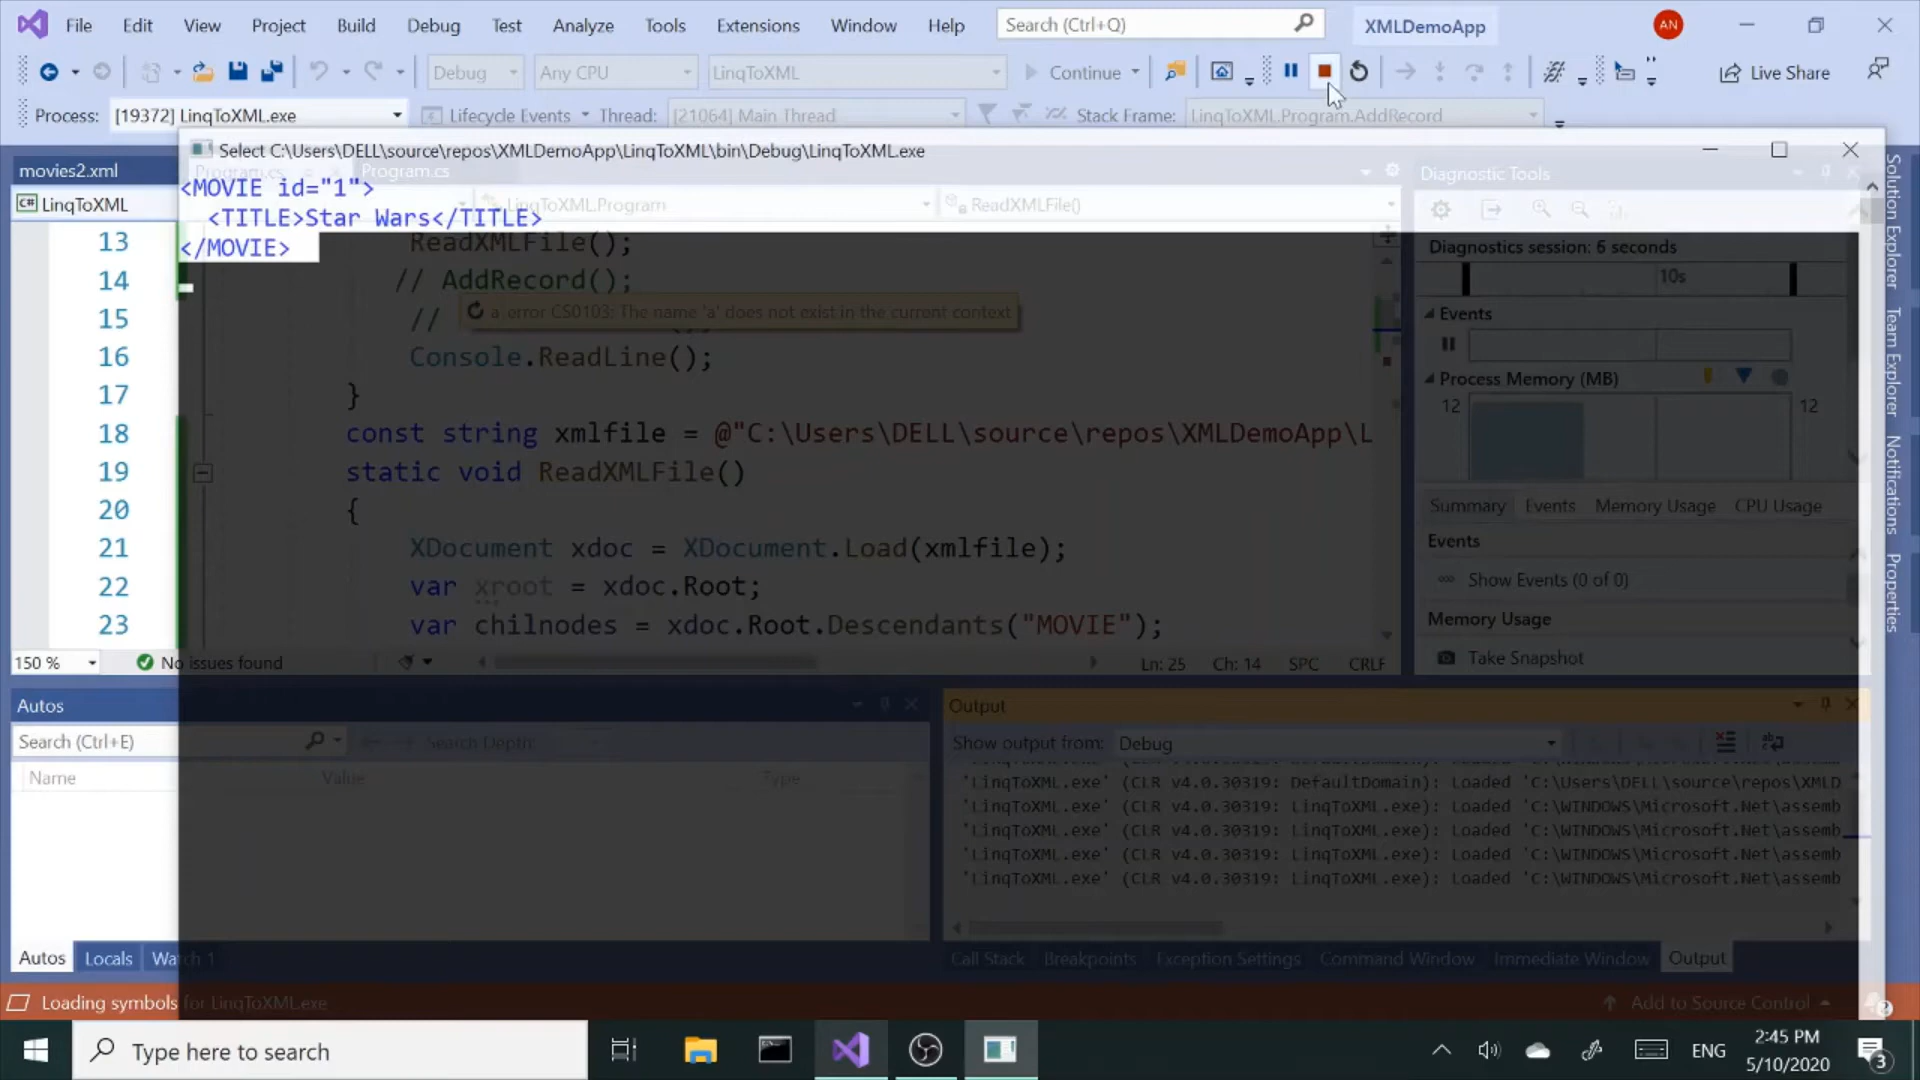 File Edit View Project Build Debug Test Analyze Tools Extensions Window Help Search (Ctrl+Q) XMLDemoApp AN
Debug Any CPU LinqToXML Continue Live Share
Process: [19372] LinqToXML.exe Lifecycle Events Thread: [21064] Main Thread Stack Frame: LinqToXML.Program.AddRecord
Select C:\Users\DELL\source\repos\XMLDemoApp\LinqToXML\bin\Debug\LinqToXML.exe
movies2.xml Program.cs Program.cs Diagnostic Tools
<MOVIE id="1">
LinqToXML LinqToXML.Program ReadXMLFile()
<TITLE>Star Wars</TITLE>
</MOVIE>
13 ReadXMLFile();
Diagnostics session: 6 seconds
14 // AddRecord();
10s
a error CS0103: The name 'a' does not exist in the current context
Events
15 // ();
16 Console.ReadLine();
Process Memory (MB)
17 }
12 12
18 const string xmlfile = @"C:\Users\DELL\source\repos\XMLDemoApp\L
19 static void ReadXMLFile()
20 {
Summary Events Memory Usage CPU Usage
Events
21 XDocument xdoc = XDocument.Load(xmlfile);
Show Events (0 of 0)
22 var xroot = xdoc.Root;
Memory Usage
23 var chilnodes = xdoc.Root.Descendants("MOVIE");
Take Snapshot
150 % No issues found Ln: 25 Ch: 14 SPC CRLF
Solution Explorer
Team Explorer
Notifications
Properties
Autos
Search (Ctrl+E) Search Depth:
Name Value Type
Output
Show output from: Debug
'LinqToXML.exe' (CLR v4.0.30319: DefaultDomain): Loaded 'C:\Users\DELL\source\repos\XMLD
'LinqToXML.exe' (CLR v4.0.30319: LinqToXML.exe): Loaded 'C:\WINDOWS\Microsoft.Net\assemb
'LinqToXML.exe' (CLR v4.0.30319: LinqToXML.exe): Loaded 'C:\WINDOWS\Microsoft.Net\assemb
'LinqToXML.exe' (CLR v4.0.30319: LinqToXML.exe): Loaded 'C:\WINDOWS\Microsoft.Net\assemb
'LinqToXML.exe' (CLR v4.0.30319: LinqToXML.exe): Loaded 'C:\WINDOWS\Microsoft.Net\assemb
Autos Locals Watch 1
Call Stack Breakpoints Exception Settings Command Window Immediate Window Output
Loading symbols for LinqToXML.exe
Add to Source Control 2
Type here to search
ENG
2:45 PM
5/10/2020
3